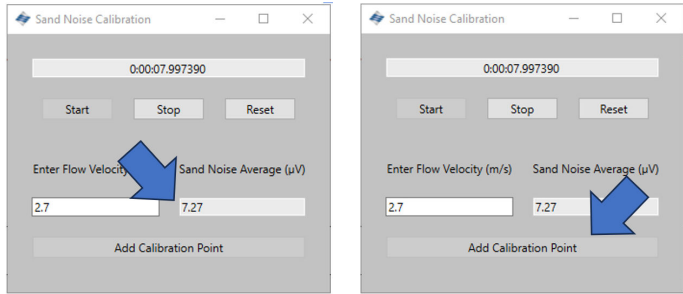 Sand Noise Calibration
0:00:07.997390
Start Stop Reset
Enter Flow Velocity Sand Noise Average (µV)
2.7 7.27
Add Calibration Point
Sand Noise Calibration
0:00:07.997390
Start Stop Reset
Enter Flow Velocity (m/s) Sand Noise Average (µV)
2.7 7.27
Add Calibration Point